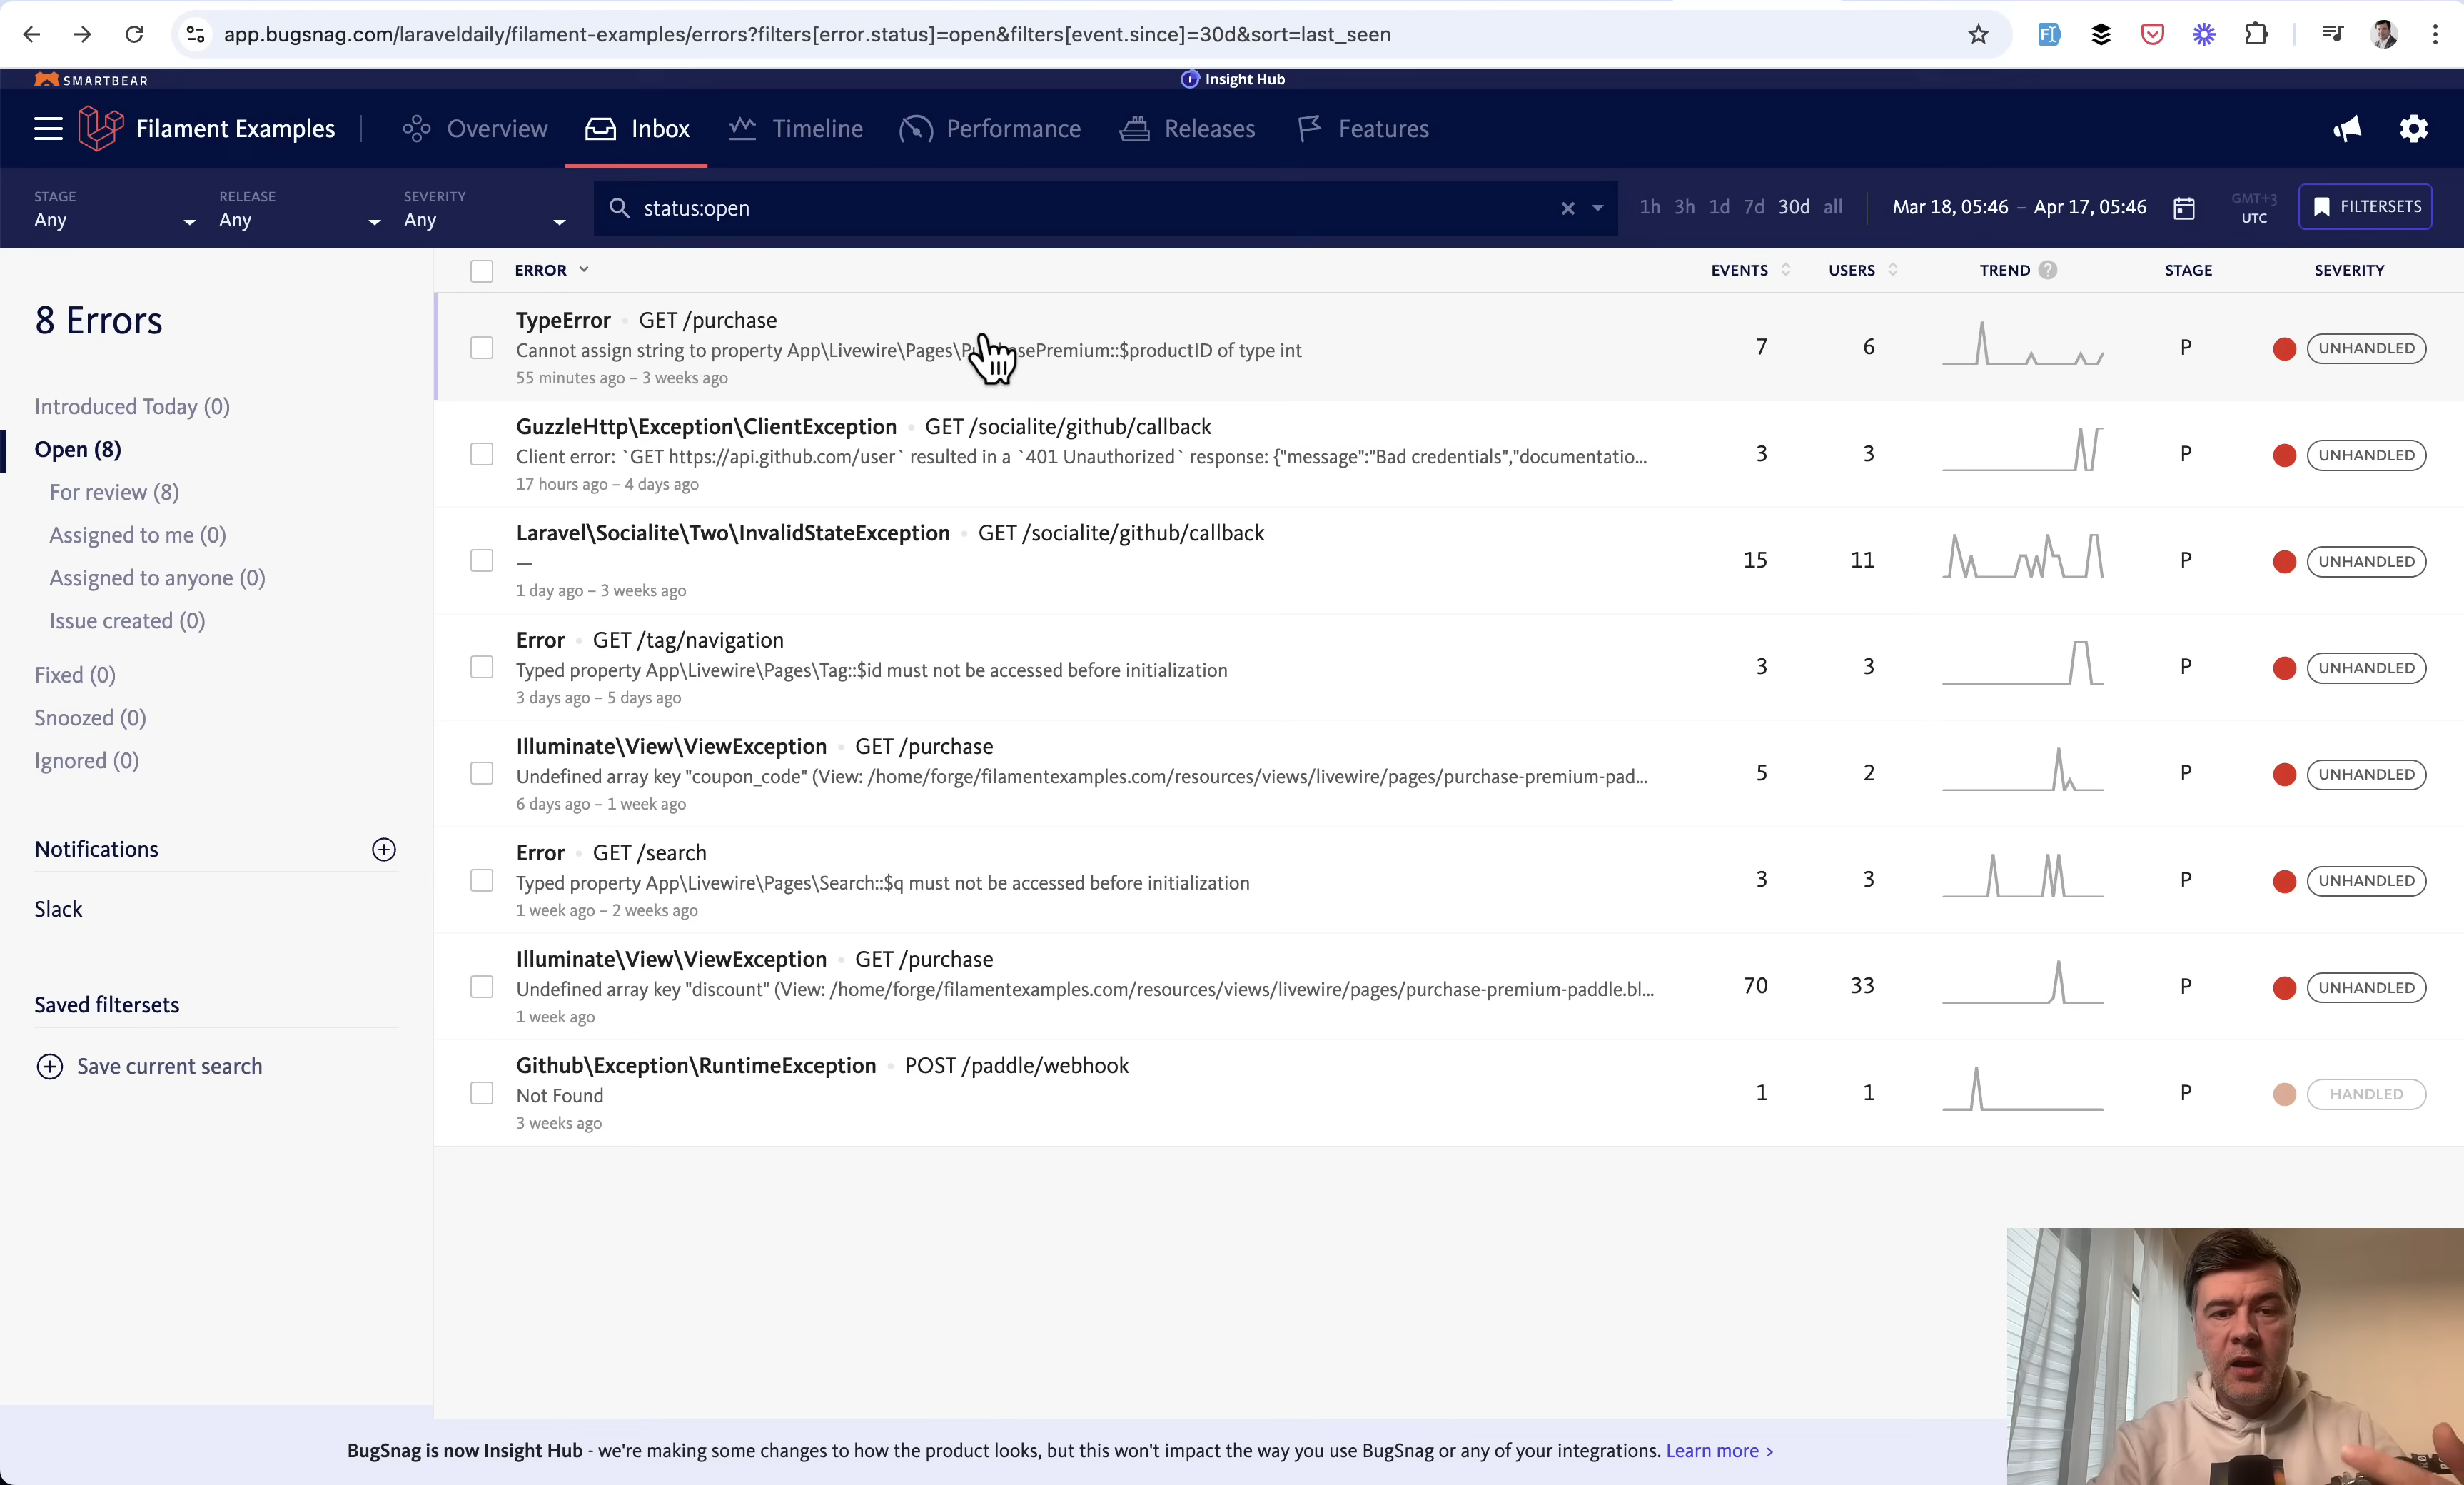 app.bugsnag.com/laraveldaily/filament-examples/errors?filters[error.status]=open&filters[event.since]=30d&sort=last_seen
SMARTBEAR
Insight Hub
Filament Examples
Overview
Inbox
Timeline
Performance
Releases
Features
STAGE
Any
RELEASE
Any
SEVERITY
Any
status:open
1h 3h 1d 7d 30d all
Mar 18, 05:46 – Apr 17, 05:46
GMT+3
UTC
FILTERSETS
8 Errors
Introduced Today (0)
Open (8)
For review (8)
Assigned to me (0)
Assigned to anyone (0)
Issue created (0)
Fixed (0)
Snoozed (0)
Ignored (0)
Notifications
Slack
Saved filtersets
Save current search
ERROR EVENTS USERS TREND ? STAGE SEVERITY
TypeError • GET /purchase
Cannot assign string to property App\Livewire\Pages\PurchasePremium::$productID of type int
55 minutes ago – 3 weeks ago
7 6 P UNHANDLED
GuzzleHttp\Exception\ClientException • GET /socialite/github/callback
Client error: `GET https://api.github.com/user` resulted in a `401 Unauthorized` response: {"message":"Bad credentials","documentatio...
17 hours ago – 4 days ago
3 3 P UNHANDLED
Laravel\Socialite\Two\InvalidStateException • GET /socialite/github/callback
—
1 day ago – 3 weeks ago
15 11 P UNHANDLED
Error • GET /tag/navigation
Typed property App\Livewire\Pages\Tag::$id must not be accessed before initialization
3 days ago – 5 days ago
3 3 P UNHANDLED
Illuminate\View\ViewException • GET /purchase
Undefined array key "coupon_code" (View: /home/forge/filamentexamples.com/resources/views/livewire/pages/purchase-premium-pad...
6 days ago – 1 week ago
5 2 P UNHANDLED
Error • GET /search
Typed property App\Livewire\Pages\Search::$q must not be accessed before initialization
1 week ago – 2 weeks ago
3 3 P UNHANDLED
Illuminate\View\ViewException • GET /purchase
Undefined array key "discount" (View: /home/forge/filamentexamples.com/resources/views/livewire/pages/purchase-premium-paddle.bl...
1 week ago
70 33 P UNHANDLED
Github\Exception\RuntimeException • POST /paddle/webhook
Not Found
3 weeks ago
1 1 P HANDLED
BugSnag is now Insight Hub - we're making some changes to how the product looks, but this won't impact the way you use BugSnag or any of your integrations. Learn more >